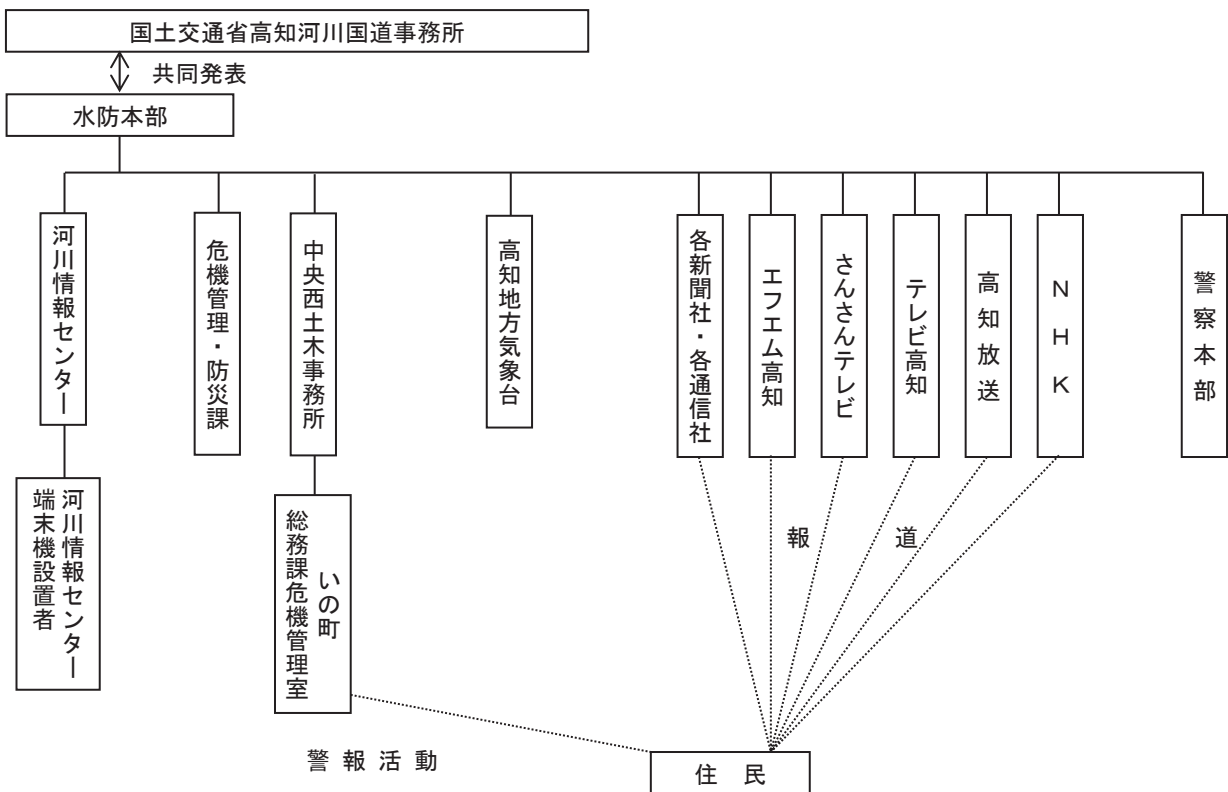 国土交通省高知河川国道事務所
共同発表
水防本部
河川情報センター
危機管理・防災課
中央西土木事務所
高知地方気象台
各新聞社・各通信社
エフエム高知
さんさんテレビ
テレビ高知
高知放送
ＮＨＫ
警察本部
河川情報センター
端末機設置者
いの町
総務課危機管理室
報道
警報活動
住民